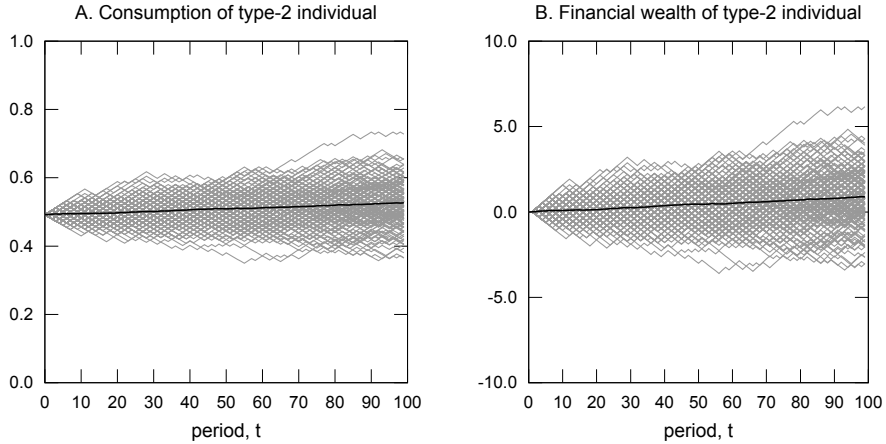 A. Consumption of type-2 individual
1.0
0.8
0.6
0.4
0.2
0.0
0 10 20 30 40 50 60 70 80 90 100
period, t
B. Financial wealth of type-2 individual
10.0
5.0
0.0
-5.0
-10.0
0 10 20 30 40 50 60 70 80 90 100
period, t